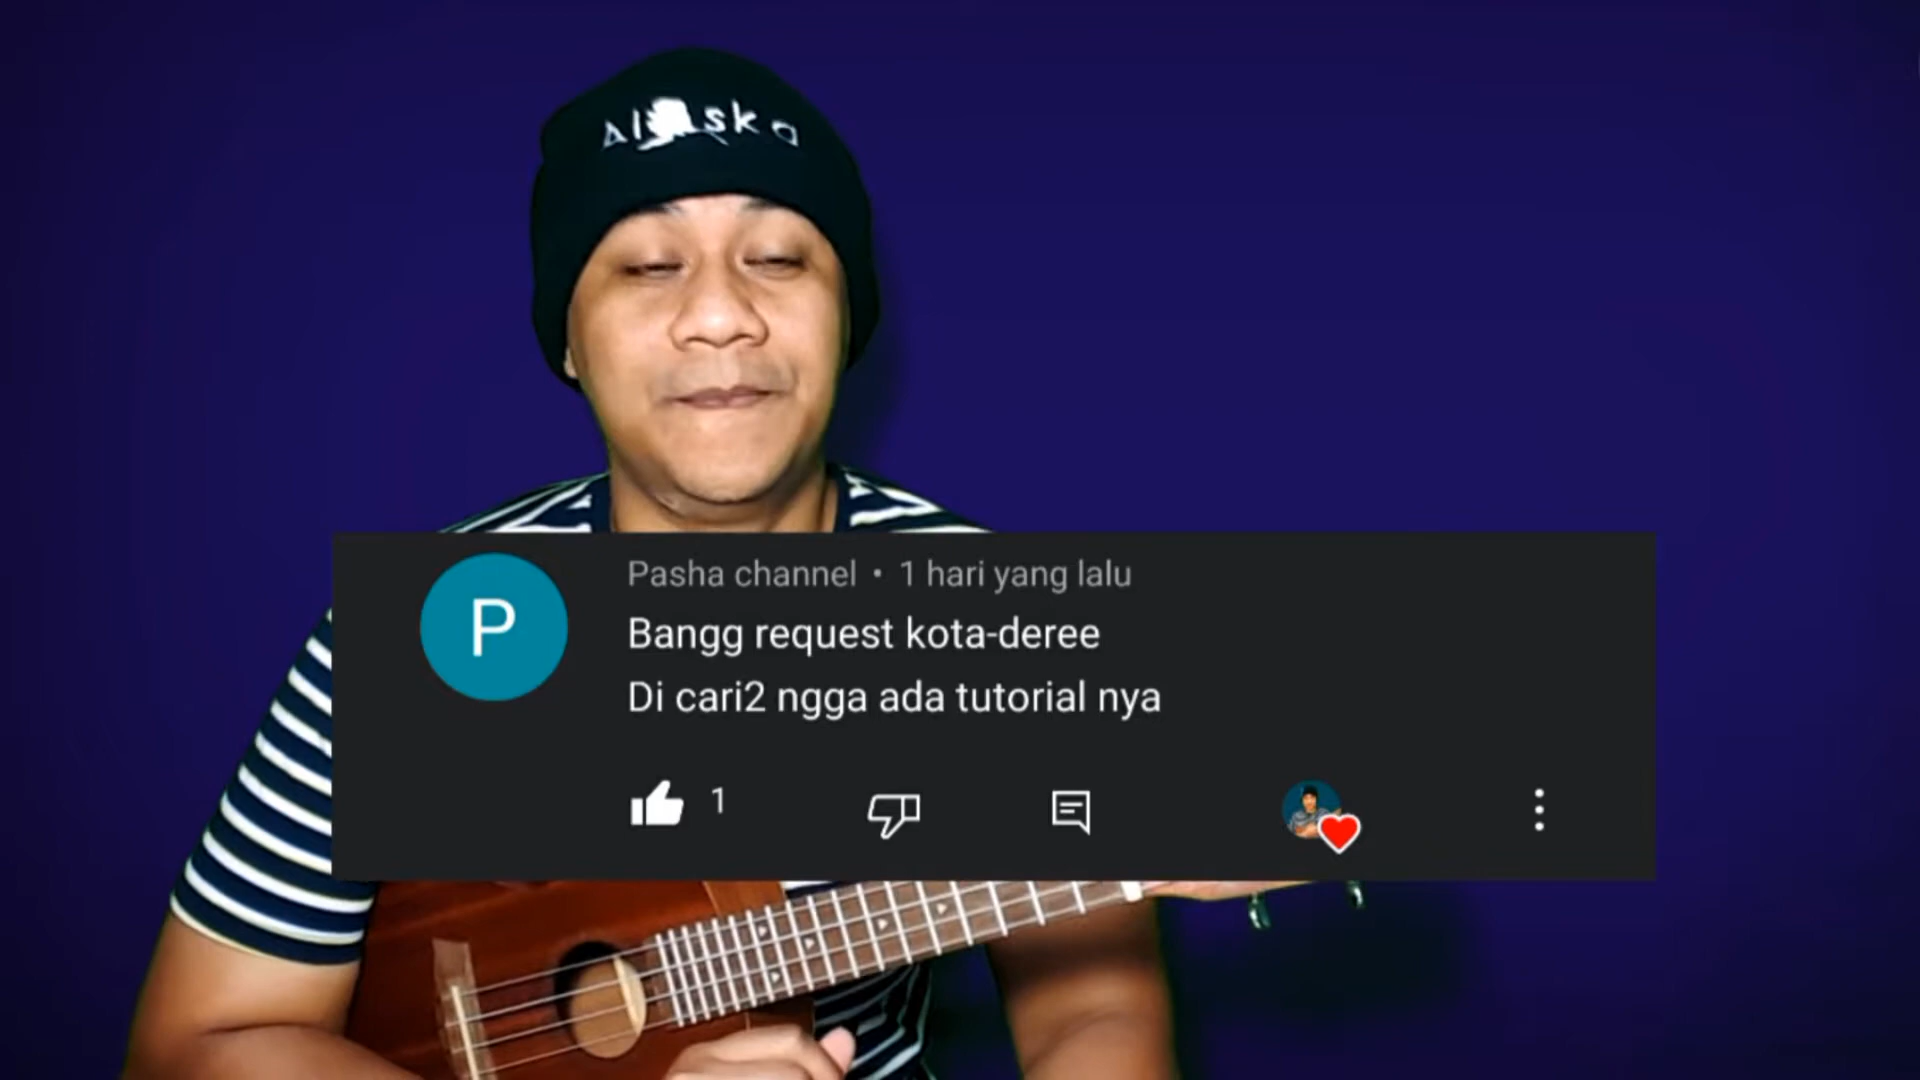 Alaska
Pasha channel • 1 hari yang lalu
P
Bangg request kota-deree
Di cari2 ngga ada tutorial nya
1